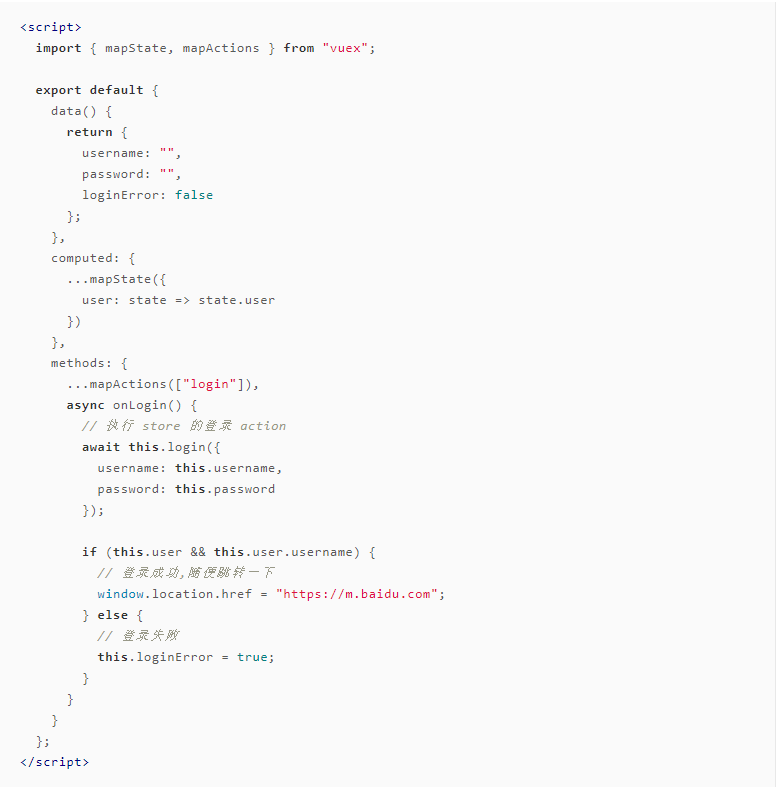 <script>
  import { mapState, mapActions } from "vuex";

  export default {
    data() {
      return {
        username: "",
        password: "",
        loginError: false
      };
    },
    computed: {
      ...mapState({
        user: state => state.user
      })
    },
    methods: {
      ...mapActions(["login"]),
      async onLogin() {
        // 执行 store 的登录 action
        await this.login({
          username: this.username,
          password: this.password
        });

        if (this.user && this.user.username) {
          // 登录成功,随便跳转一下
          window.location.href = "https://m.baidu.com";
        } else {
          // 登录失败
          this.loginError = true;
        }
      }
    }
  };
</script>